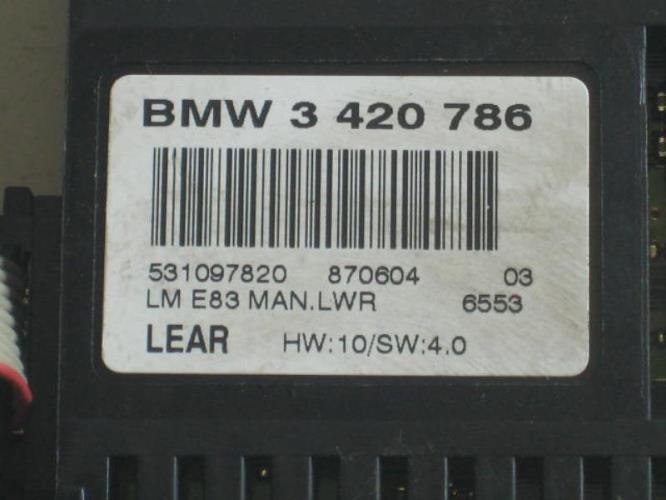 BMW 3 420 786
531097820 870604 03
LM E83 MAN.LWR 6553
LEAR HW:10/SW:4.0